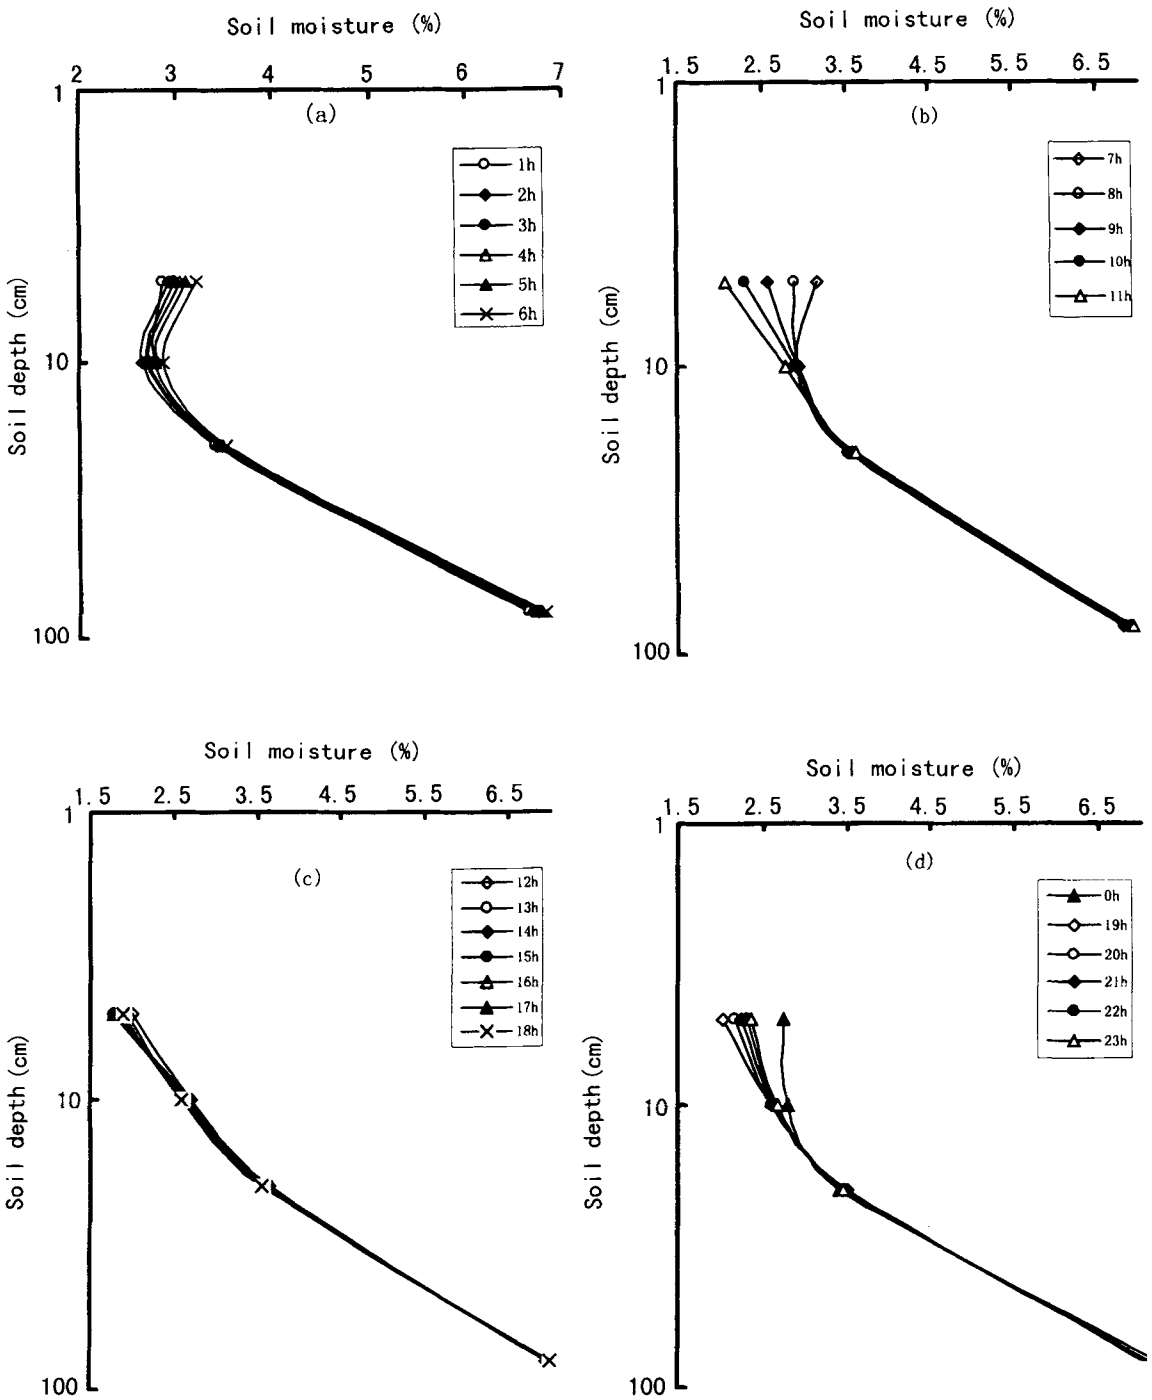 Soil moisture (%)
2 3 4 5 6 7
1
10
100
Soil depth (cm)
(a)
1h
2h
3h
4h
5h
6h
Soil moisture (%)
1.5 2.5 3.5 4.5 5.5 6.5
1
10
100
Soil depth (cm)
(b)
7h
8h
9h
10h
11h
Soil moisture (%)
1.5 2.5 3.5 4.5 5.5 6.5
1
10
100
Soil depth (cm)
(c)
12h
13h
14h
15h
16h
17h
18h
Soil moisture (%)
1.5 2.5 3.5 4.5 5.5 6.5
1
10
100
Soil depth (cm)
(d)
0h
19h
20h
21h
22h
23h